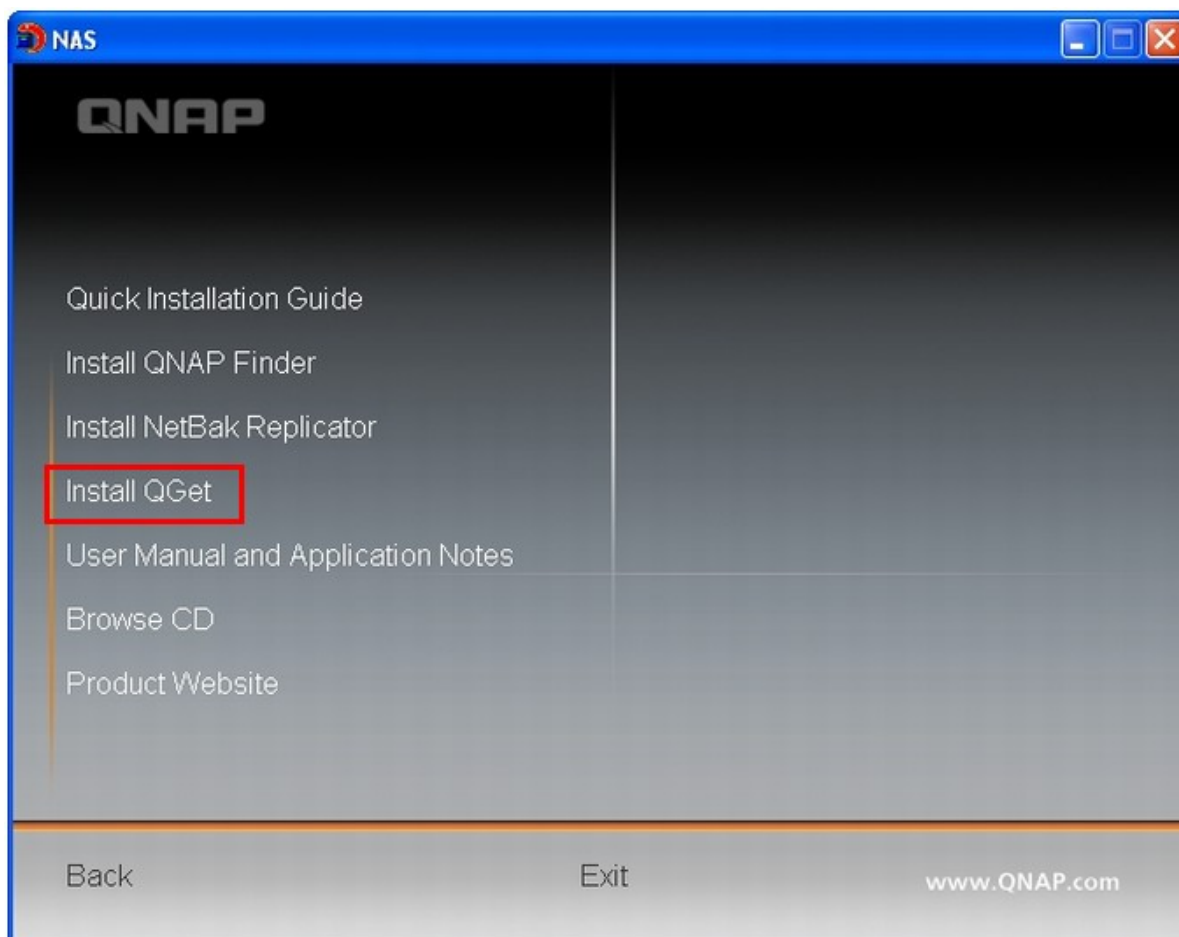 NAS
QNAP
Quick Installation Guide
Install QNAP Finder
Install NetBak Replicator
Install QGet
User Manual and Application Notes
Browse CD
Product Website
Back
Exit
www.QNAP.com